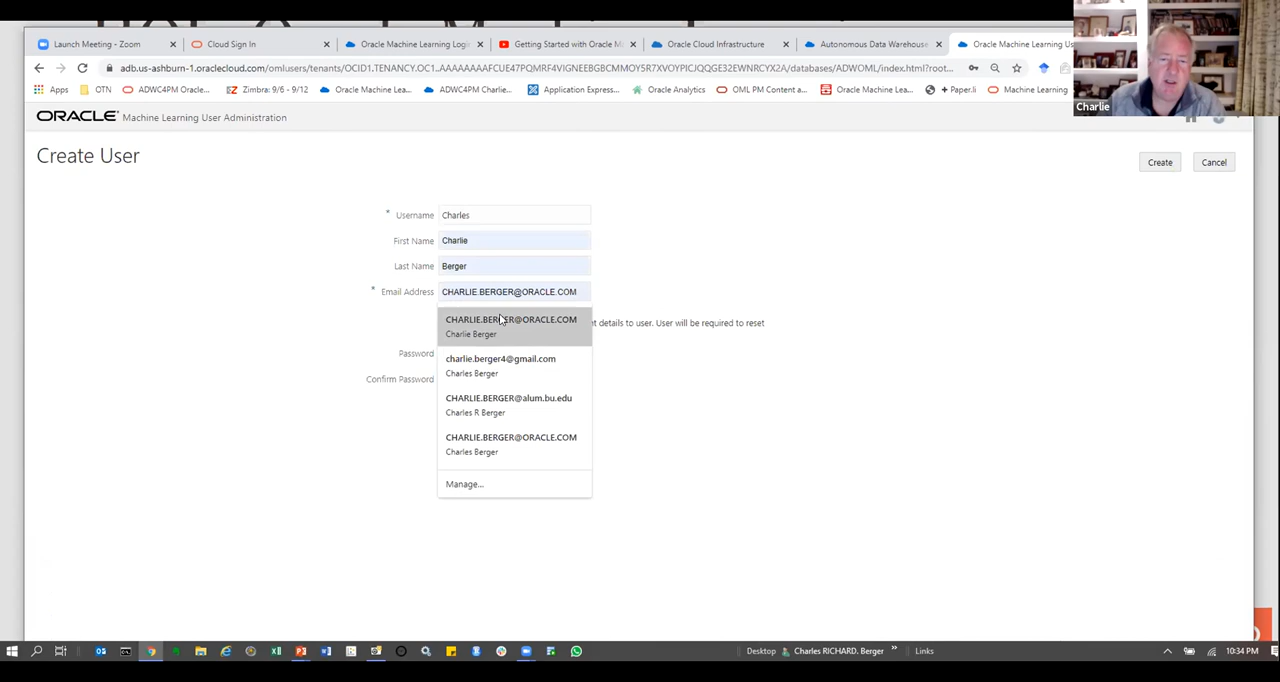 Launch Meeting - Zoom
Cloud Sign In
Oracle Machine Learning Logi
Getting Started with Oracle M
Oracle Cloud Infrastructure
Autonomous Data Warehouse
Oracle Machine Learning Us
adb.us-ashburn-1.oraclecloud.com/omlusers/tenants/OCID1.TENANCY.OC1..AAAAAAAAFCUE47PQMRF4VIGNEEBGBCMMOY5R7XVOYPICJQQGE32EWNRCYX2A/databases/ADWOML/index.html?root...
Apps
OTN
ADWC4PM Oracle...
Zimbra: 9/6 - 9/12
Oracle Machine Lea...
ADWC4PM Charlie...
Application Express...
Oracle Analytics
OML PM Content a...
Oracle Machine Lea...
+ Paper.li
Machine Learning
Charlie
ORACLE Machine Learning User Administration
Create User
Create
Cancel
* Username Charles
First Name Charlie
Last Name Berger
* Email Address CHARLIE.BERGER@ORACLE.COM
CHARLIE.BERGER@ORACLE.COM
Charlie Berger
t details to user. User will be required to reset
charlie.berger4@gmail.com
Charles Berger
Password
Confirm Password
CHARLIE.BERGER@alum.bu.edu
Charles R Berger
CHARLIE.BERGER@ORACLE.COM
Charles Berger
Manage...
Desktop
Charles RICHARD. Berger
Links
10:34 PM